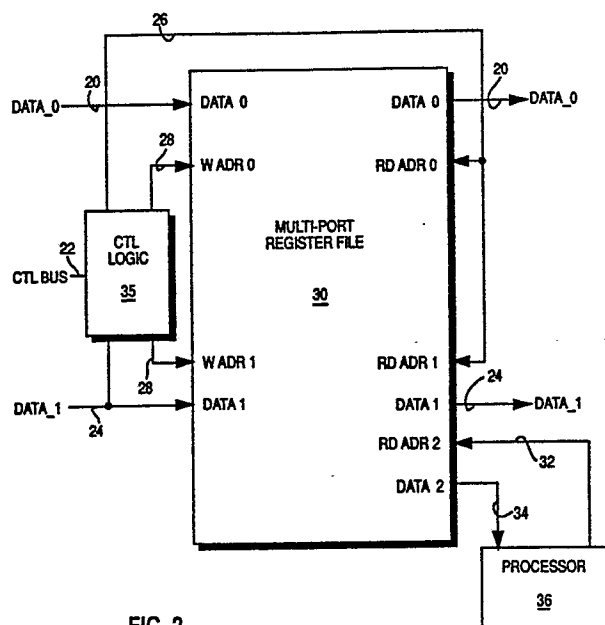 26
20
20
DATA_0
DATA 0
DATA 0
DATA_0
28
W ADR 0
RD ADR 0
MULTI-PORT
REGISTER FILE
CTL
LOGIC
22
CTL BUS
35
30
W ADR 1
RD ADR 1
28
24
DATA_1
24
DATA 1
DATA 1
DATA_1
RD ADR 2
32
DATA 2
34
PROCESSOR
36
FIG. 2